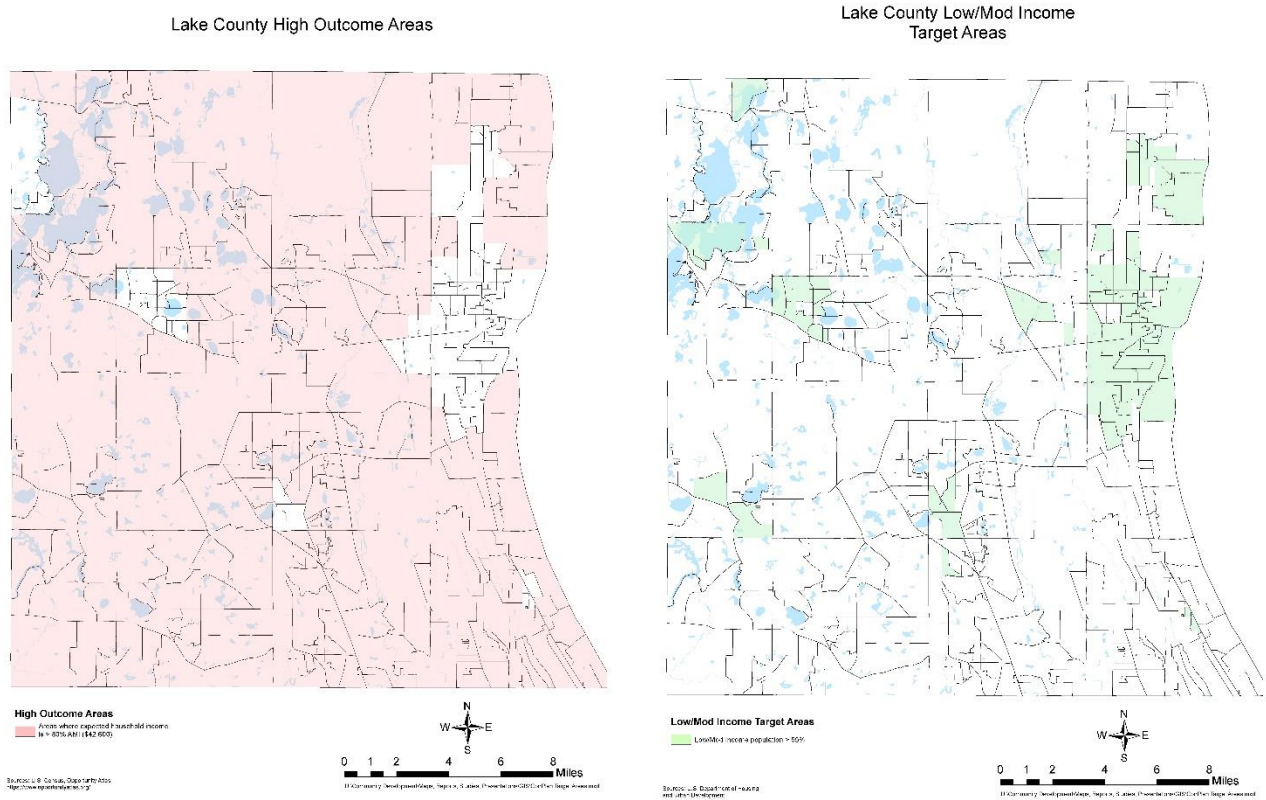 Lake County High Outcome Areas
N
W E
S
High Outcome Areas
Areas where expected household income
is > 80% AMI ($42,600)
0 1 2 4 6 8
Miles
Sources: U.S. Census, Opportunity Atlas
https://www.opportunityatlas.org/
Lake County Low/Mod Income
Target Areas
N
W E
S
Low/Mod Income Target Areas
Low/Mod income population >
0 1 2 4 6 8
Miles
Sources: U.S. Department of Housing
and Urban Development